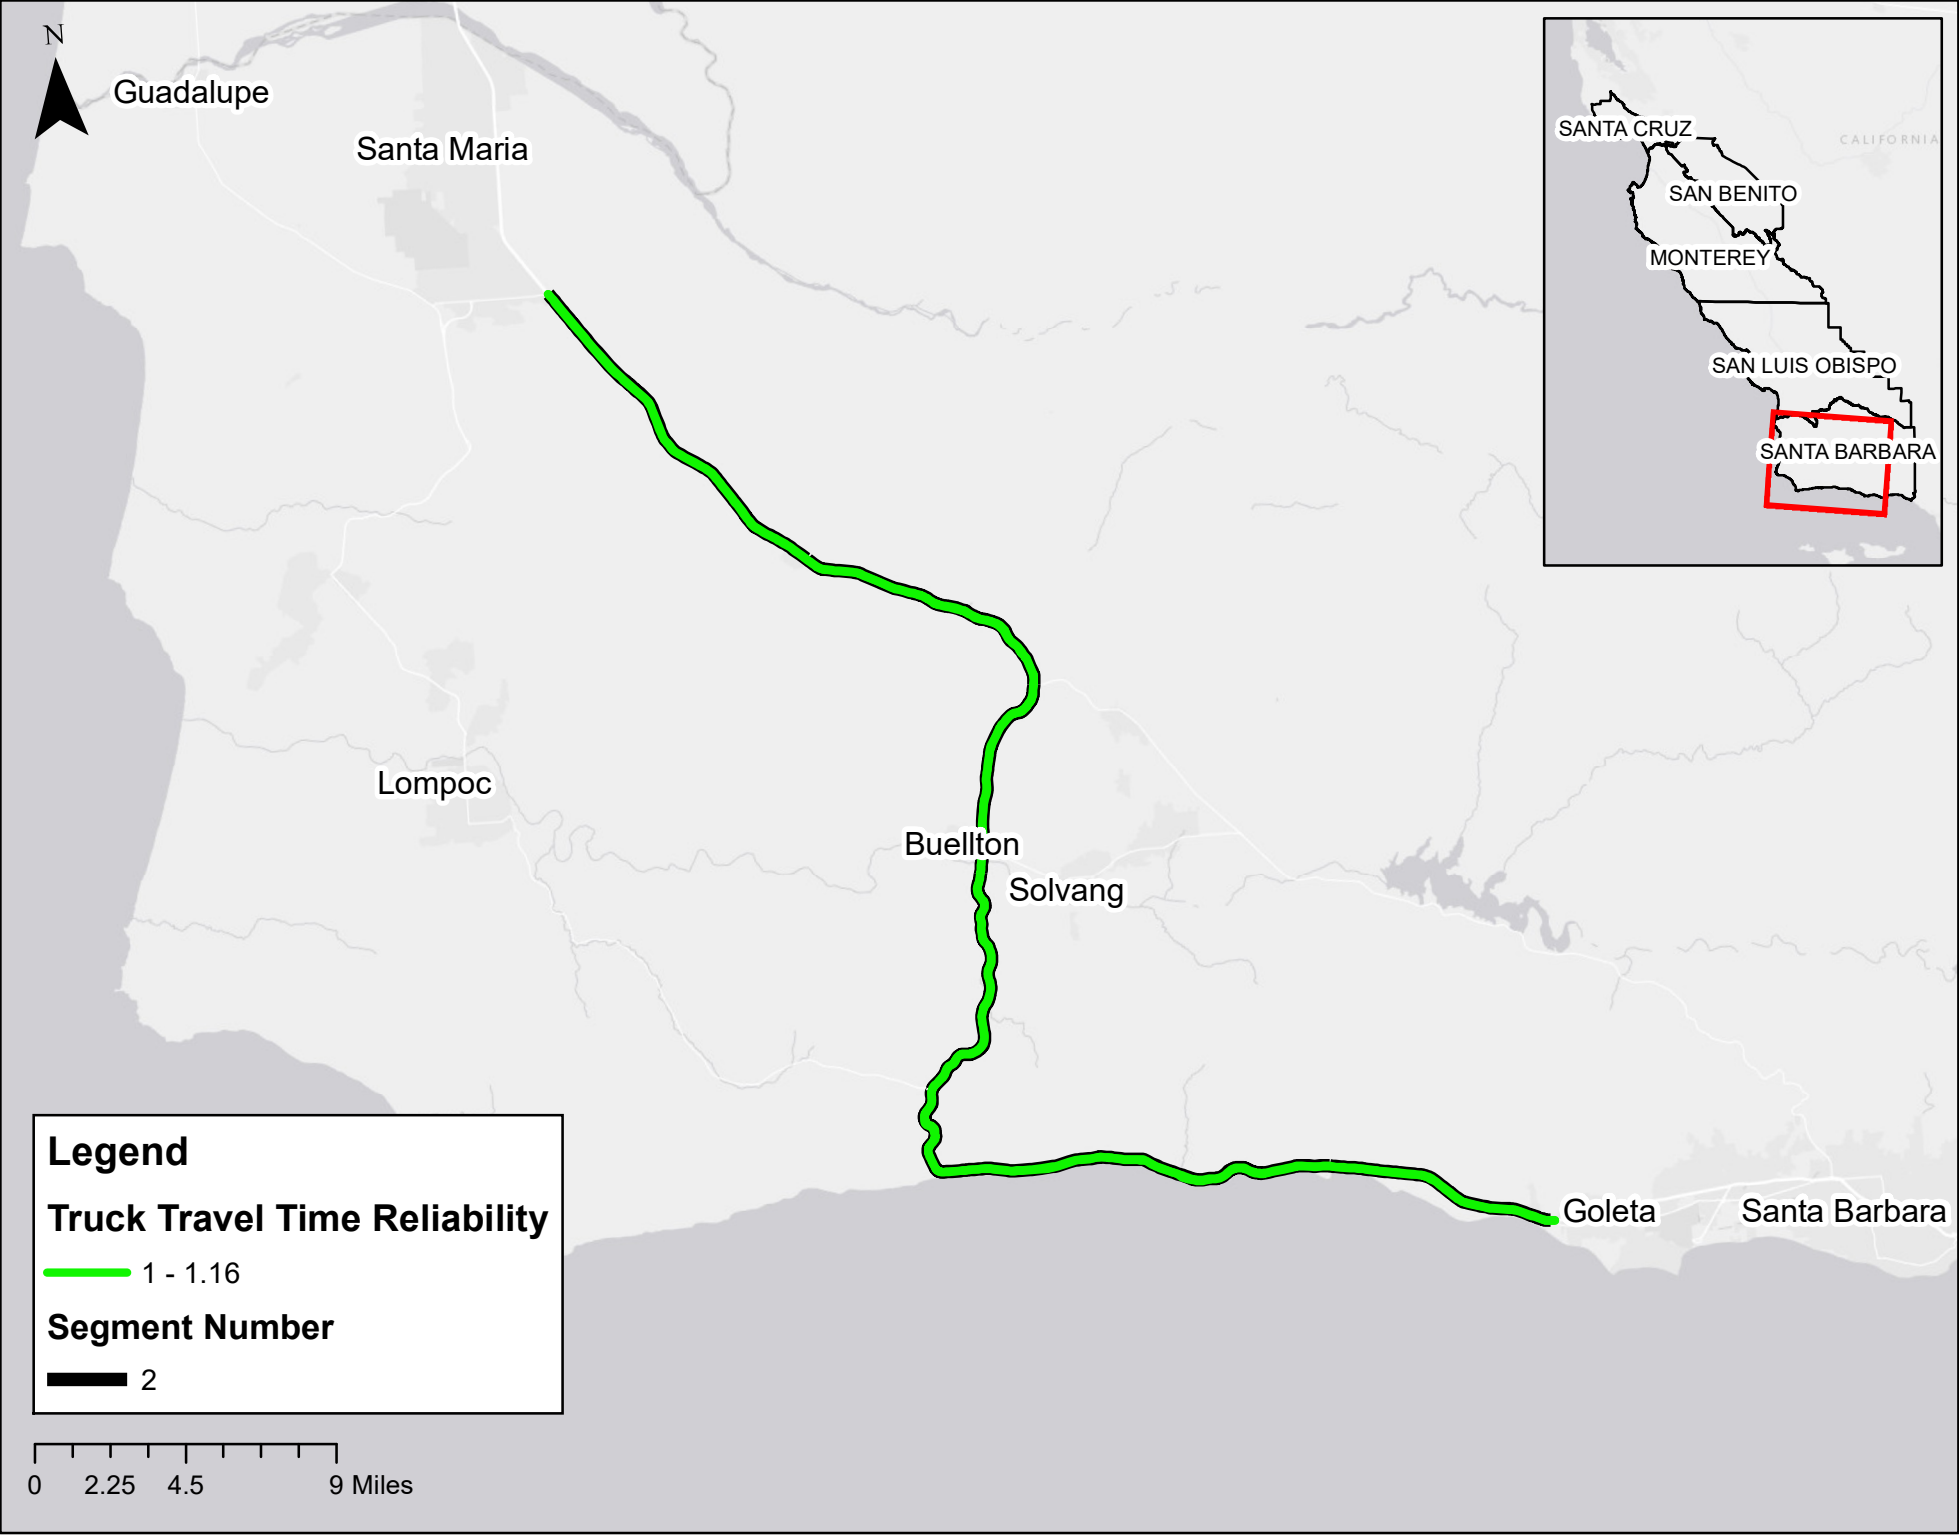 N
Guadalupe
Santa Maria
Lompoc
Buellton
Solvang
Goleta
Santa Barbara
SANTA CRUZ
CALIFORNIA
SAN BENITO
MONTEREY
SAN LUIS OBISPO
SANTA BARBARA
Legend
Truck Travel Time Reliability
1 - 1.16
Segment Number
2
0 2.25 4.5 9 Miles